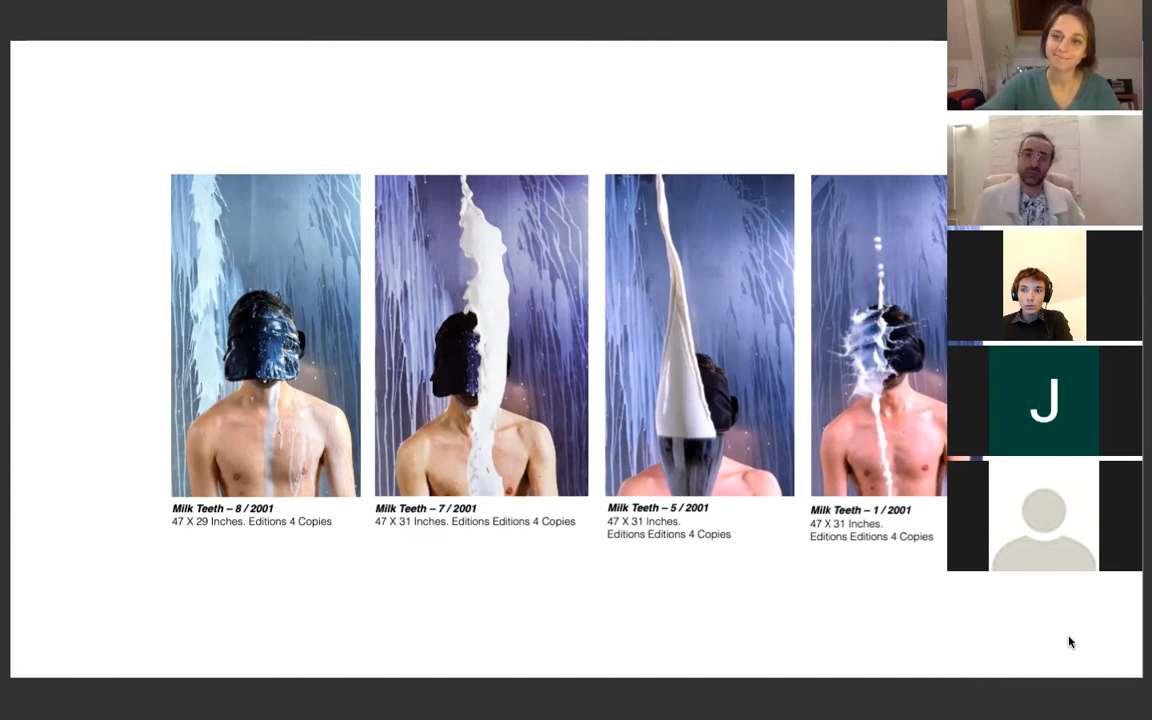 Milk Teeth – 8 / 2001
47 X 29 Inches. Editions 4 Copies
Milk Teeth – 7 / 2001
47 X 31 Inches. Editions Editions 4 Copies
Milk Teeth – 5 / 2001
47 X 31 Inches.
Editions Editions 4 Copies
Milk Teeth – 1 / 2001
47 X 31 Inches.
Editions Editions 4 Copies
J